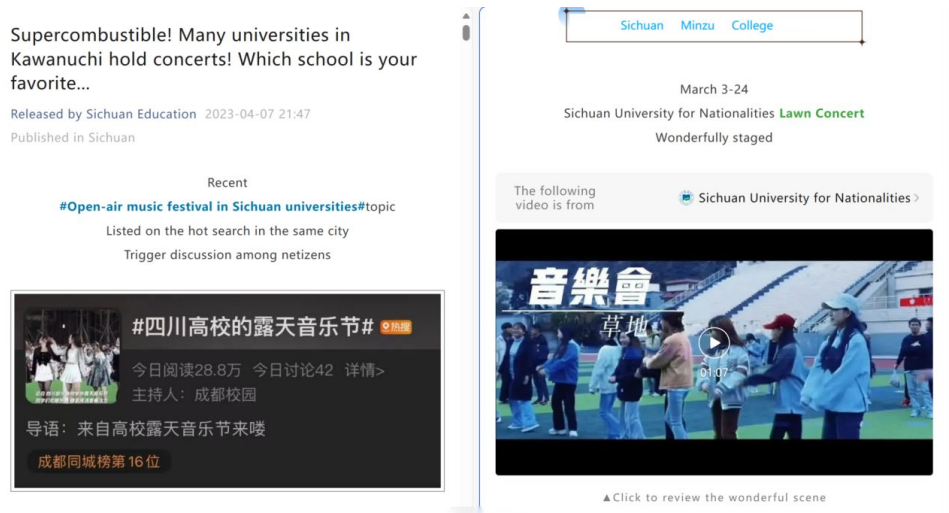 Supercombustible! Many universities in
Kawanuchi hold concerts! Which school is your
favorite...
Released by Sichuan Education 2023-04-07 21:47
Published in Sichuan
Recent
#Open-air music festival in Sichuan universities#topic
Listed on the hot search in the same city
Trigger discussion among netizens
#四川高校的露天音乐节# 热搜
今日阅读28.8万 今日讨论42 详情>
主持人：成都校园
导语：来自高校露天音乐节来喽
成都同城榜第16位
Sichuan Minzu College
March 3-24
Sichuan University for Nationalities Lawn Concert
Wonderfully staged
The following
video is from
Sichuan University for Nationalities >
音樂會
草地
01:07
▲Click to review the wonderful scene